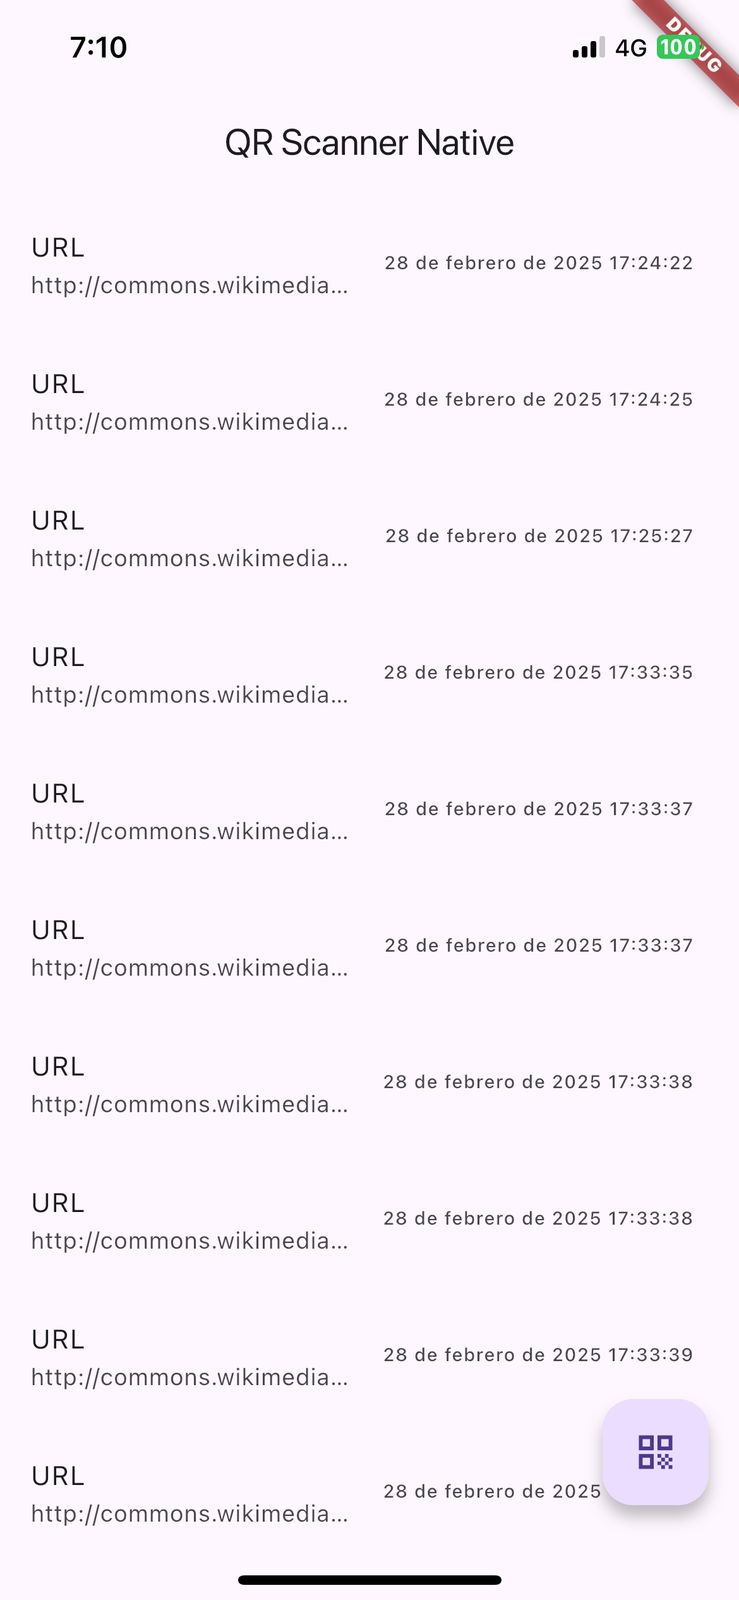 7:10
4G
100
DEBUG
QR Scanner Native
URL
http://commons.wikimedia...
28 de febrero de 2025 17:24:22
URL
http://commons.wikimedia...
28 de febrero de 2025 17:24:25
URL
http://commons.wikimedia...
28 de febrero de 2025 17:25:27
URL
http://commons.wikimedia...
28 de febrero de 2025 17:33:35
URL
http://commons.wikimedia...
28 de febrero de 2025 17:33:37
URL
http://commons.wikimedia...
28 de febrero de 2025 17:33:37
URL
http://commons.wikimedia...
28 de febrero de 2025 17:33:38
URL
http://commons.wikimedia...
28 de febrero de 2025 17:33:38
URL
http://commons.wikimedia...
28 de febrero de 2025 17:33:39
URL
http://commons.wikimedia...
28 de febrero de 2025